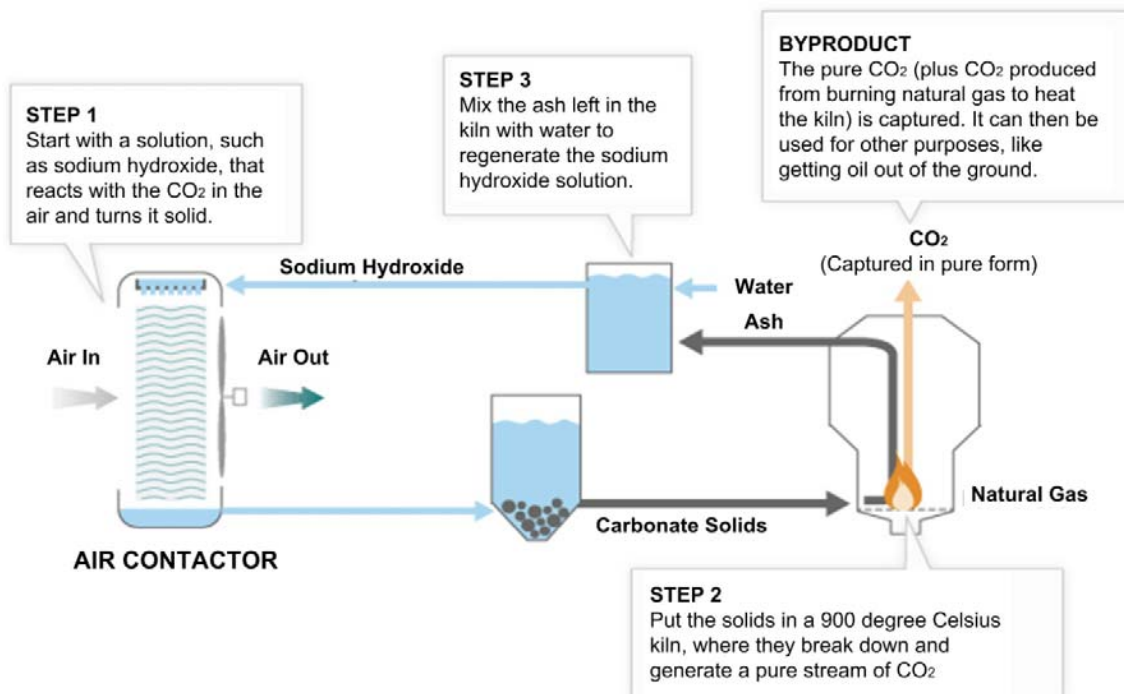 STEP 1
Start with a solution, such
as sodium hydroxide, that
reacts with the CO₂ in the
air and turns it solid.
STEP 3
Mix the ash left in the
kiln with water to
regenerate the sodium
hydroxide solution.
BYPRODUCT
The pure CO₂ (plus CO₂ produced
from burning natural gas to heat
the kiln) is captured. It can then be
used for other purposes, like
getting oil out of the ground.
CO₂
(Captured in pure form)
Sodium Hydroxide
Water
Ash
Air In
Air Out
Natural Gas
Carbonate Solids
AIR CONTACTOR
STEP 2
Put the solids in a 900 degree Celsius
kiln, where they break down and
generate a pure stream of CO₂